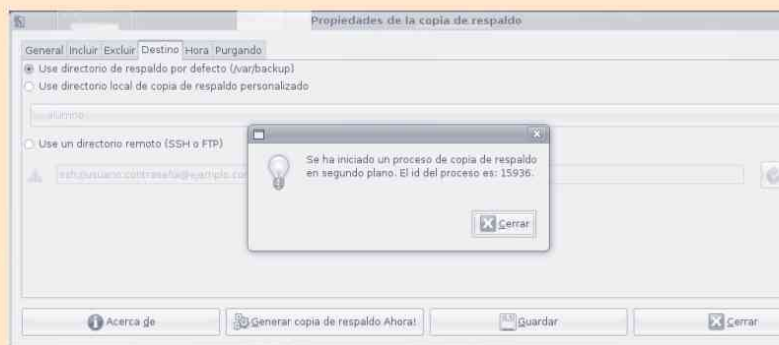 Propiedades de la copia de respaldo
General Incluir Excluir Destino Hora Purgando
Use directorio de respaldo por defecto (/var/backup)
Use directorio local de copia de respaldo personalizado
alumno
Use un directorio remoto (SSH o FTP)
Se ha iniciado un proceso de copia de respaldo
en segundo plano. El id del proceso es: 15936.
Cerrar
Acerca de
Generar copia de respaldo Ahora!
Guardar
Cerrar